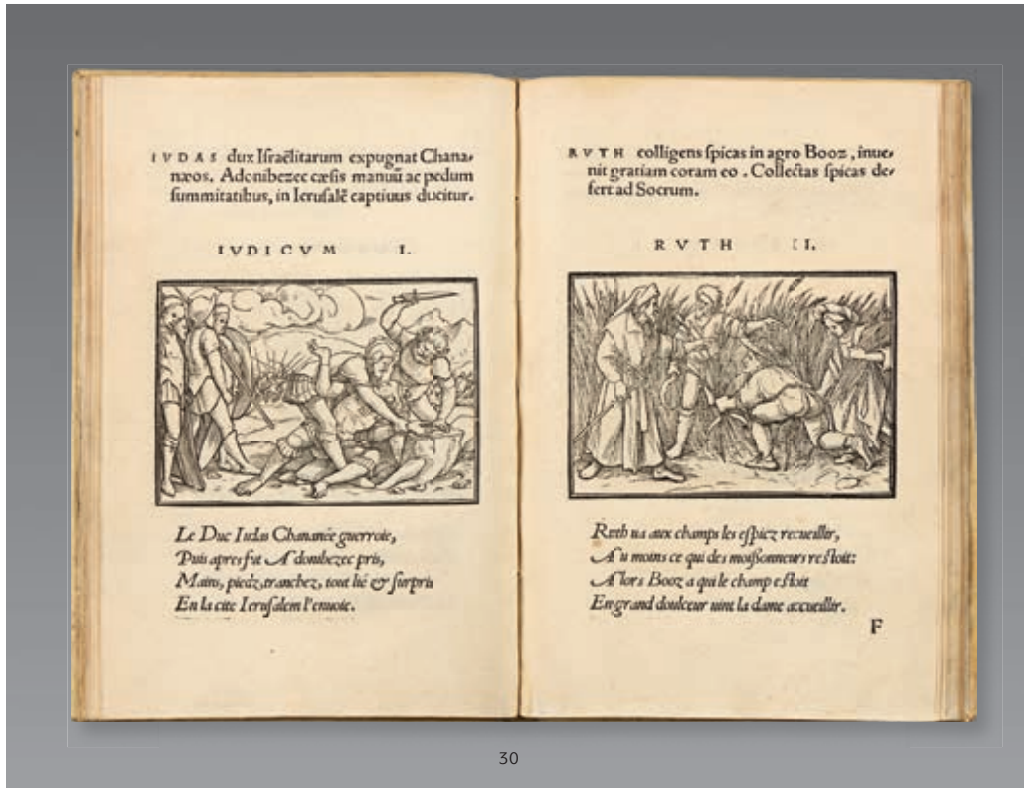 IVDAS dux Iſraëlitarum expugnat Chana,
næos. Adonibezec cæſis manuū ac pedum
ſummitatibus, in Ieruſalē captiuus ducitur.
IVDICVM I.
Le Duc Iudas Chananée guerroie,
Puis apres fut Adonibezec pris,
Mains, piedz, tranchez, tout lié & ſurpris
En la cite Ieruſalem l'enuoie.
RVTH colligens ſpicas in agro Booz, inue,
nit gratiam coram eo. Collectas ſpicas de,
fert ad Socrum.
RVTH II.
Ruth ua aux champs les eſpicz recueillir,
Au moins ce qui des moiſſonneurs reſtoit:
Alors Booz a qui le champ eſtoit
En grand doulceur uint la dame accueillir.
F
30